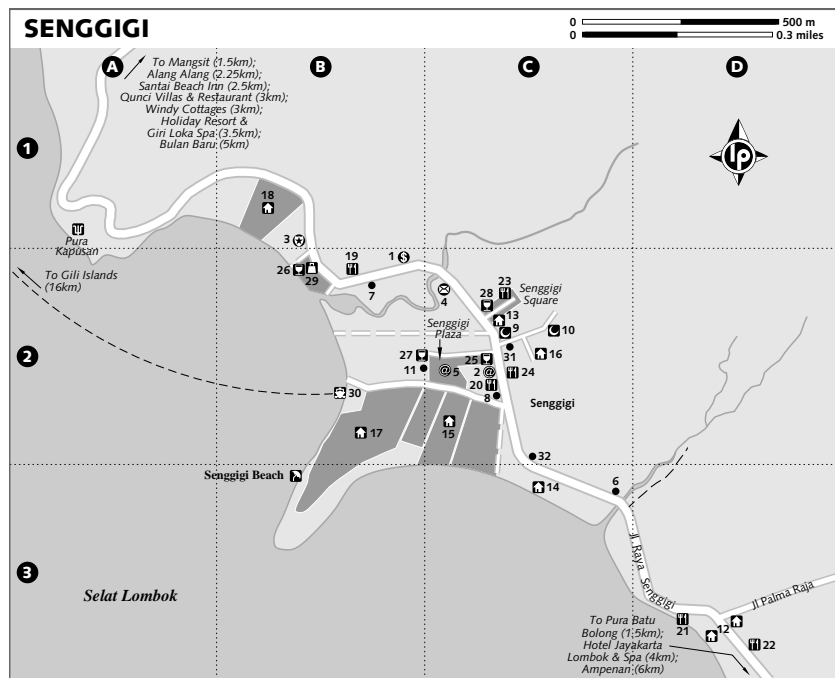 SENGGIGI
0 500 m
0 0.3 miles
A
B
C
D
To Mangsit (1.5km);
Alang Alang (2.25km);
Santai Beach Inn (2.5km);
Qunci Villas & Restaurant (3km);
Windy Cottages (3km);
Holiday Resort &
Giri Loka Spa (3.5km);
Bulan Baru (5km)
1
lp
18
Pura
Kapusan
3
To Gili Islands
(16km)
26
29
19
1
$
7
4
23
28
Senggigi
Square
13
9
10
Senggigi
Plaza
2
27
11
25
31
16
@ 5
2 @
24
20
8
Senggigi
30
17
15
32
Senggigi Beach
14
6
3
Jl Raya Senggigi
Selat Lombok
Jl Palma Raja
To Pura Batu
Bolong (1.5km);
Hotel Jayakarta
Lombok & Spa (4km);
Ampenan (6km)
21
12
22